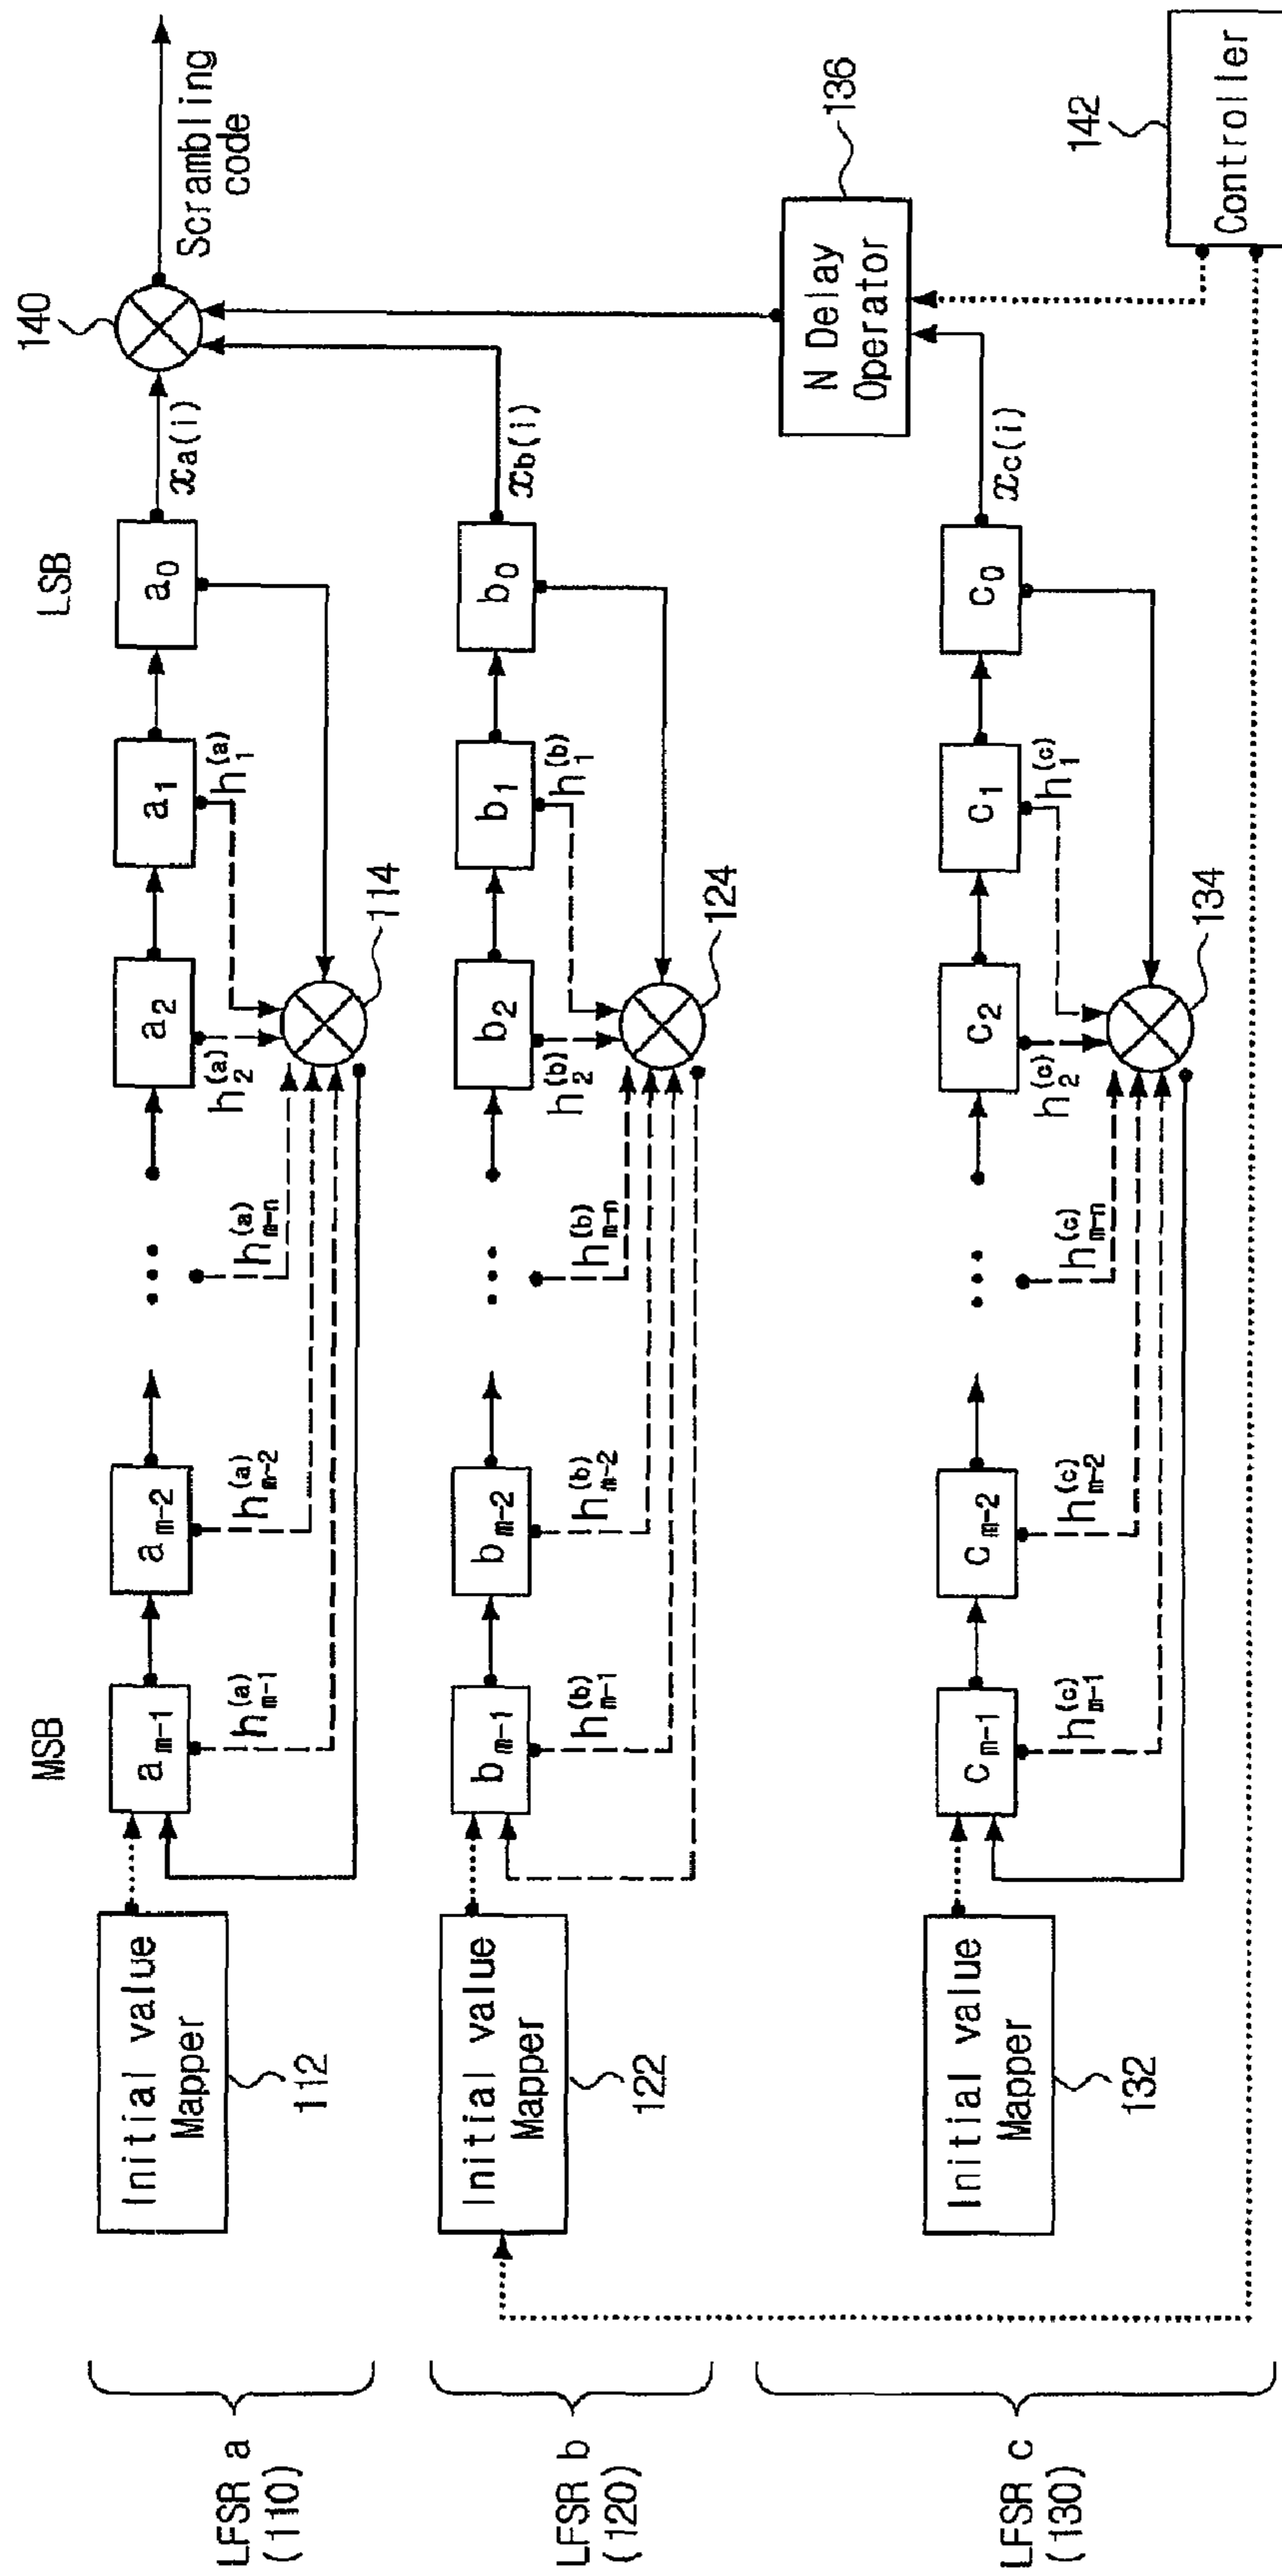 MSB
LSB
LFSR a
(110)
Initial value
Mapper
112
a_{m-1}
a_{m-2}
...
a_2
a_1
a_0
h_{m-1}^{(a)}
h_{m-2}^{(a)}
h_{m-n}^{(a)}
h_2^{(a)}
h_1^{(a)}
114
x_{a(i)}
140
Scrambling
code
LFSR b
(120)
Initial value
Mapper
122
b_{m-1}
b_{m-2}
...
b_2
b_1
b_0
h_{m-1}^{(b)}
h_{m-2}^{(b)}
h_{m-n}^{(b)}
h_2^{(b)}
h_1^{(b)}
124
x_{b(i)}
LFSR c
(130)
Initial value
Mapper
132
c_{m-1}
c_{m-2}
...
c_2
c_1
c_0
h_{m-1}^{(c)}
h_{m-2}^{(c)}
h_{m-n}^{(c)}
h_2^{(c)}
h_1^{(c)}
134
x_{c(i)}
N Delay
Operator
136
Controller
142